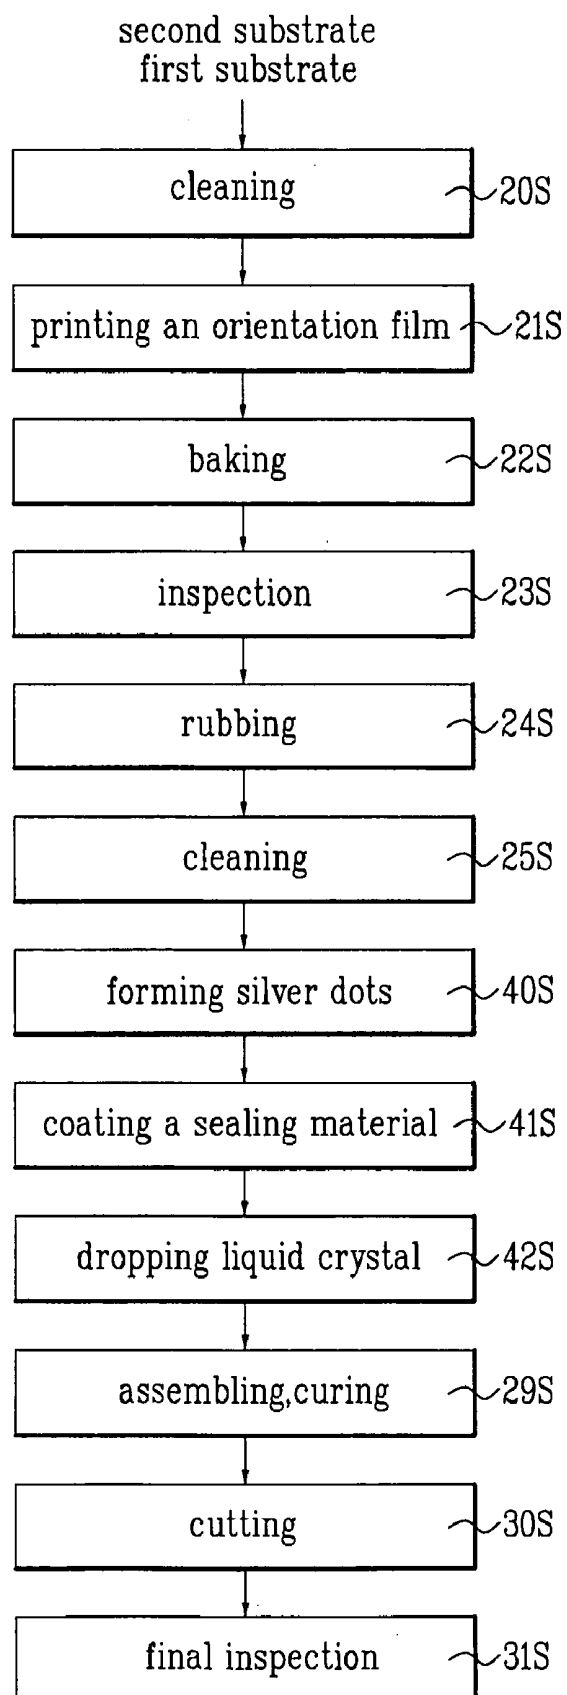 second substrate
first substrate
cleaning 20S
printing an orientation film 21S
baking 22S
inspection 23S
rubbing 24S
cleaning 25S
forming silver dots 40S
coating a sealing material 41S
dropping liquid crystal 42S
assembling,curing 29S
cutting 30S
final inspection 31S